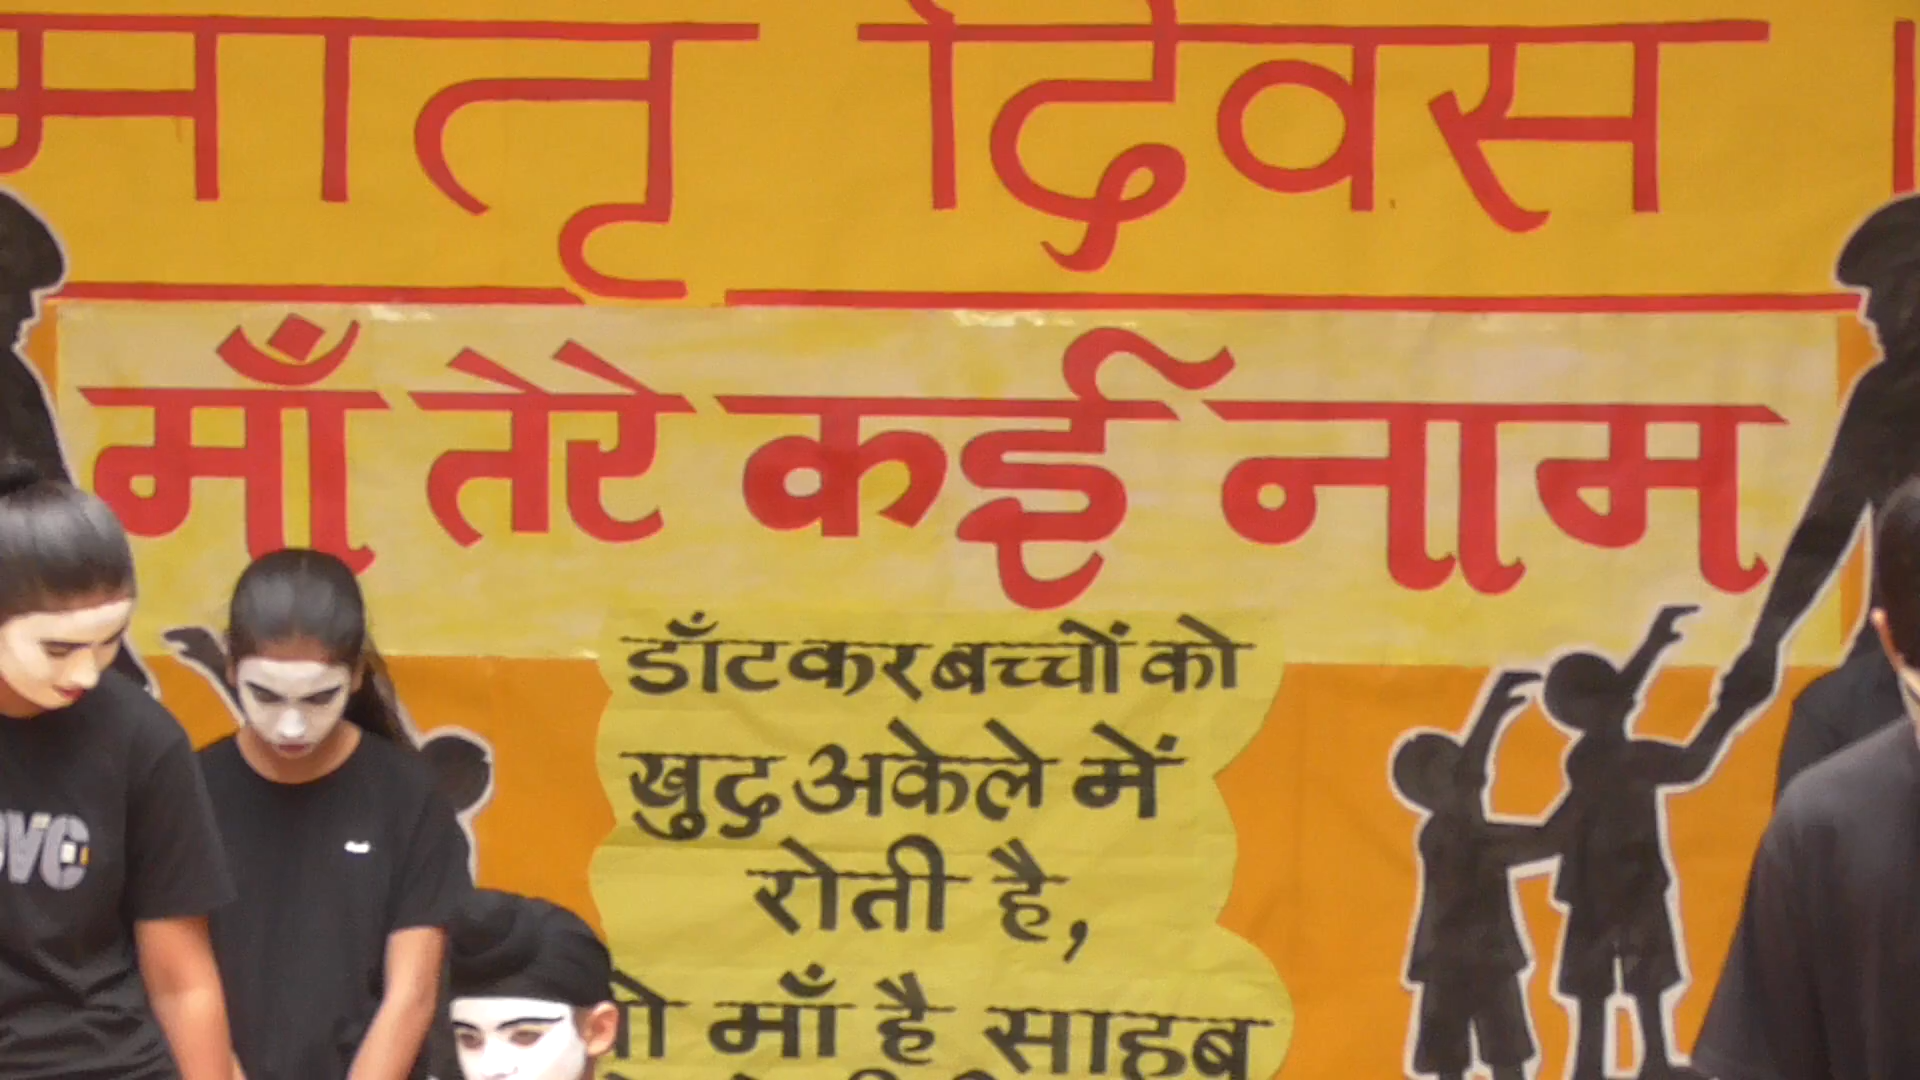 मातृ दिवस ।
माँ तेरे कई नाम
डाँटकर बच्चों को
खुद अकेले में
रोती है,
वो माँ है साहब